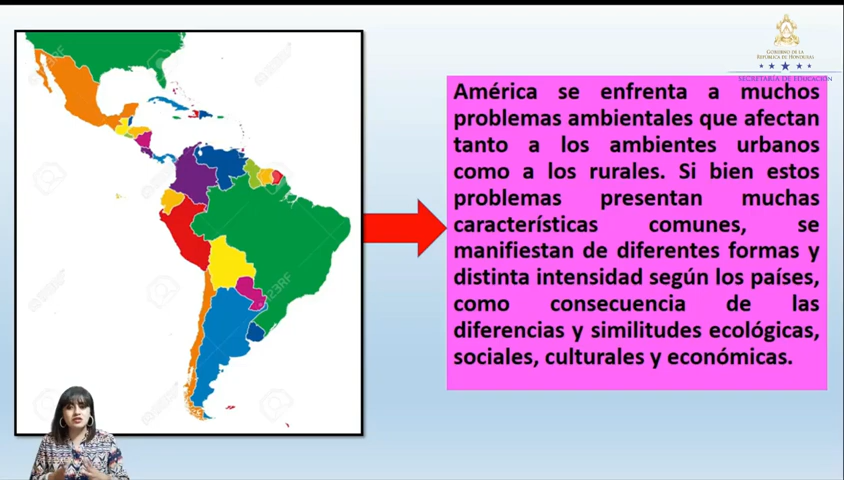 GOBIERNO DE LA
REPÚBLICA DE HONDURAS
SECRETARÍA DE EDUCACIÓN
América se enfrenta a muchos
problemas ambientales que afectan
tanto a los ambientes urbanos
como a los rurales. Si bien estos
problemas presentan muchas
características comunes, se
manifiestan de diferentes formas y
distinta intensidad según los países,
como consecuencia de las
diferencias y similitudes ecológicas,
sociales, culturales y económicas.
123RF